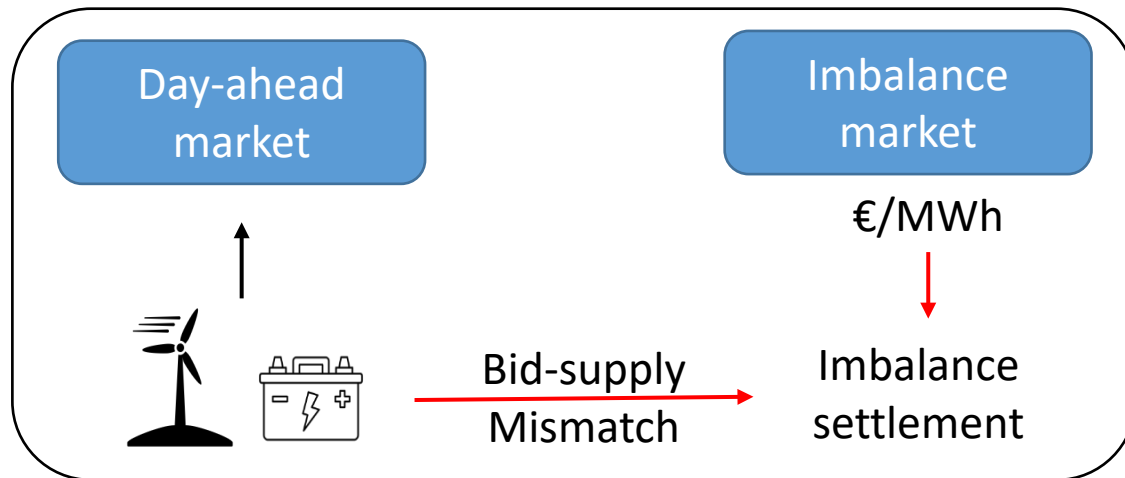 Day-ahead
market
Imbalance
market
€/MWh
Bid-supply
Mismatch
Imbalance
settlement